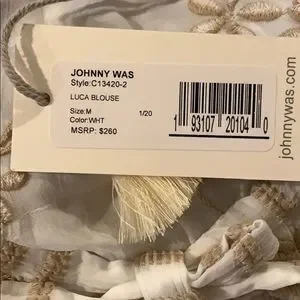 JOHNNY WAS
Style:C13420-2
LUCA BLOUSE
Size:M 1/20
Color:WHT
MSRP: $260
1 93107 20104 0
johnnywas.com